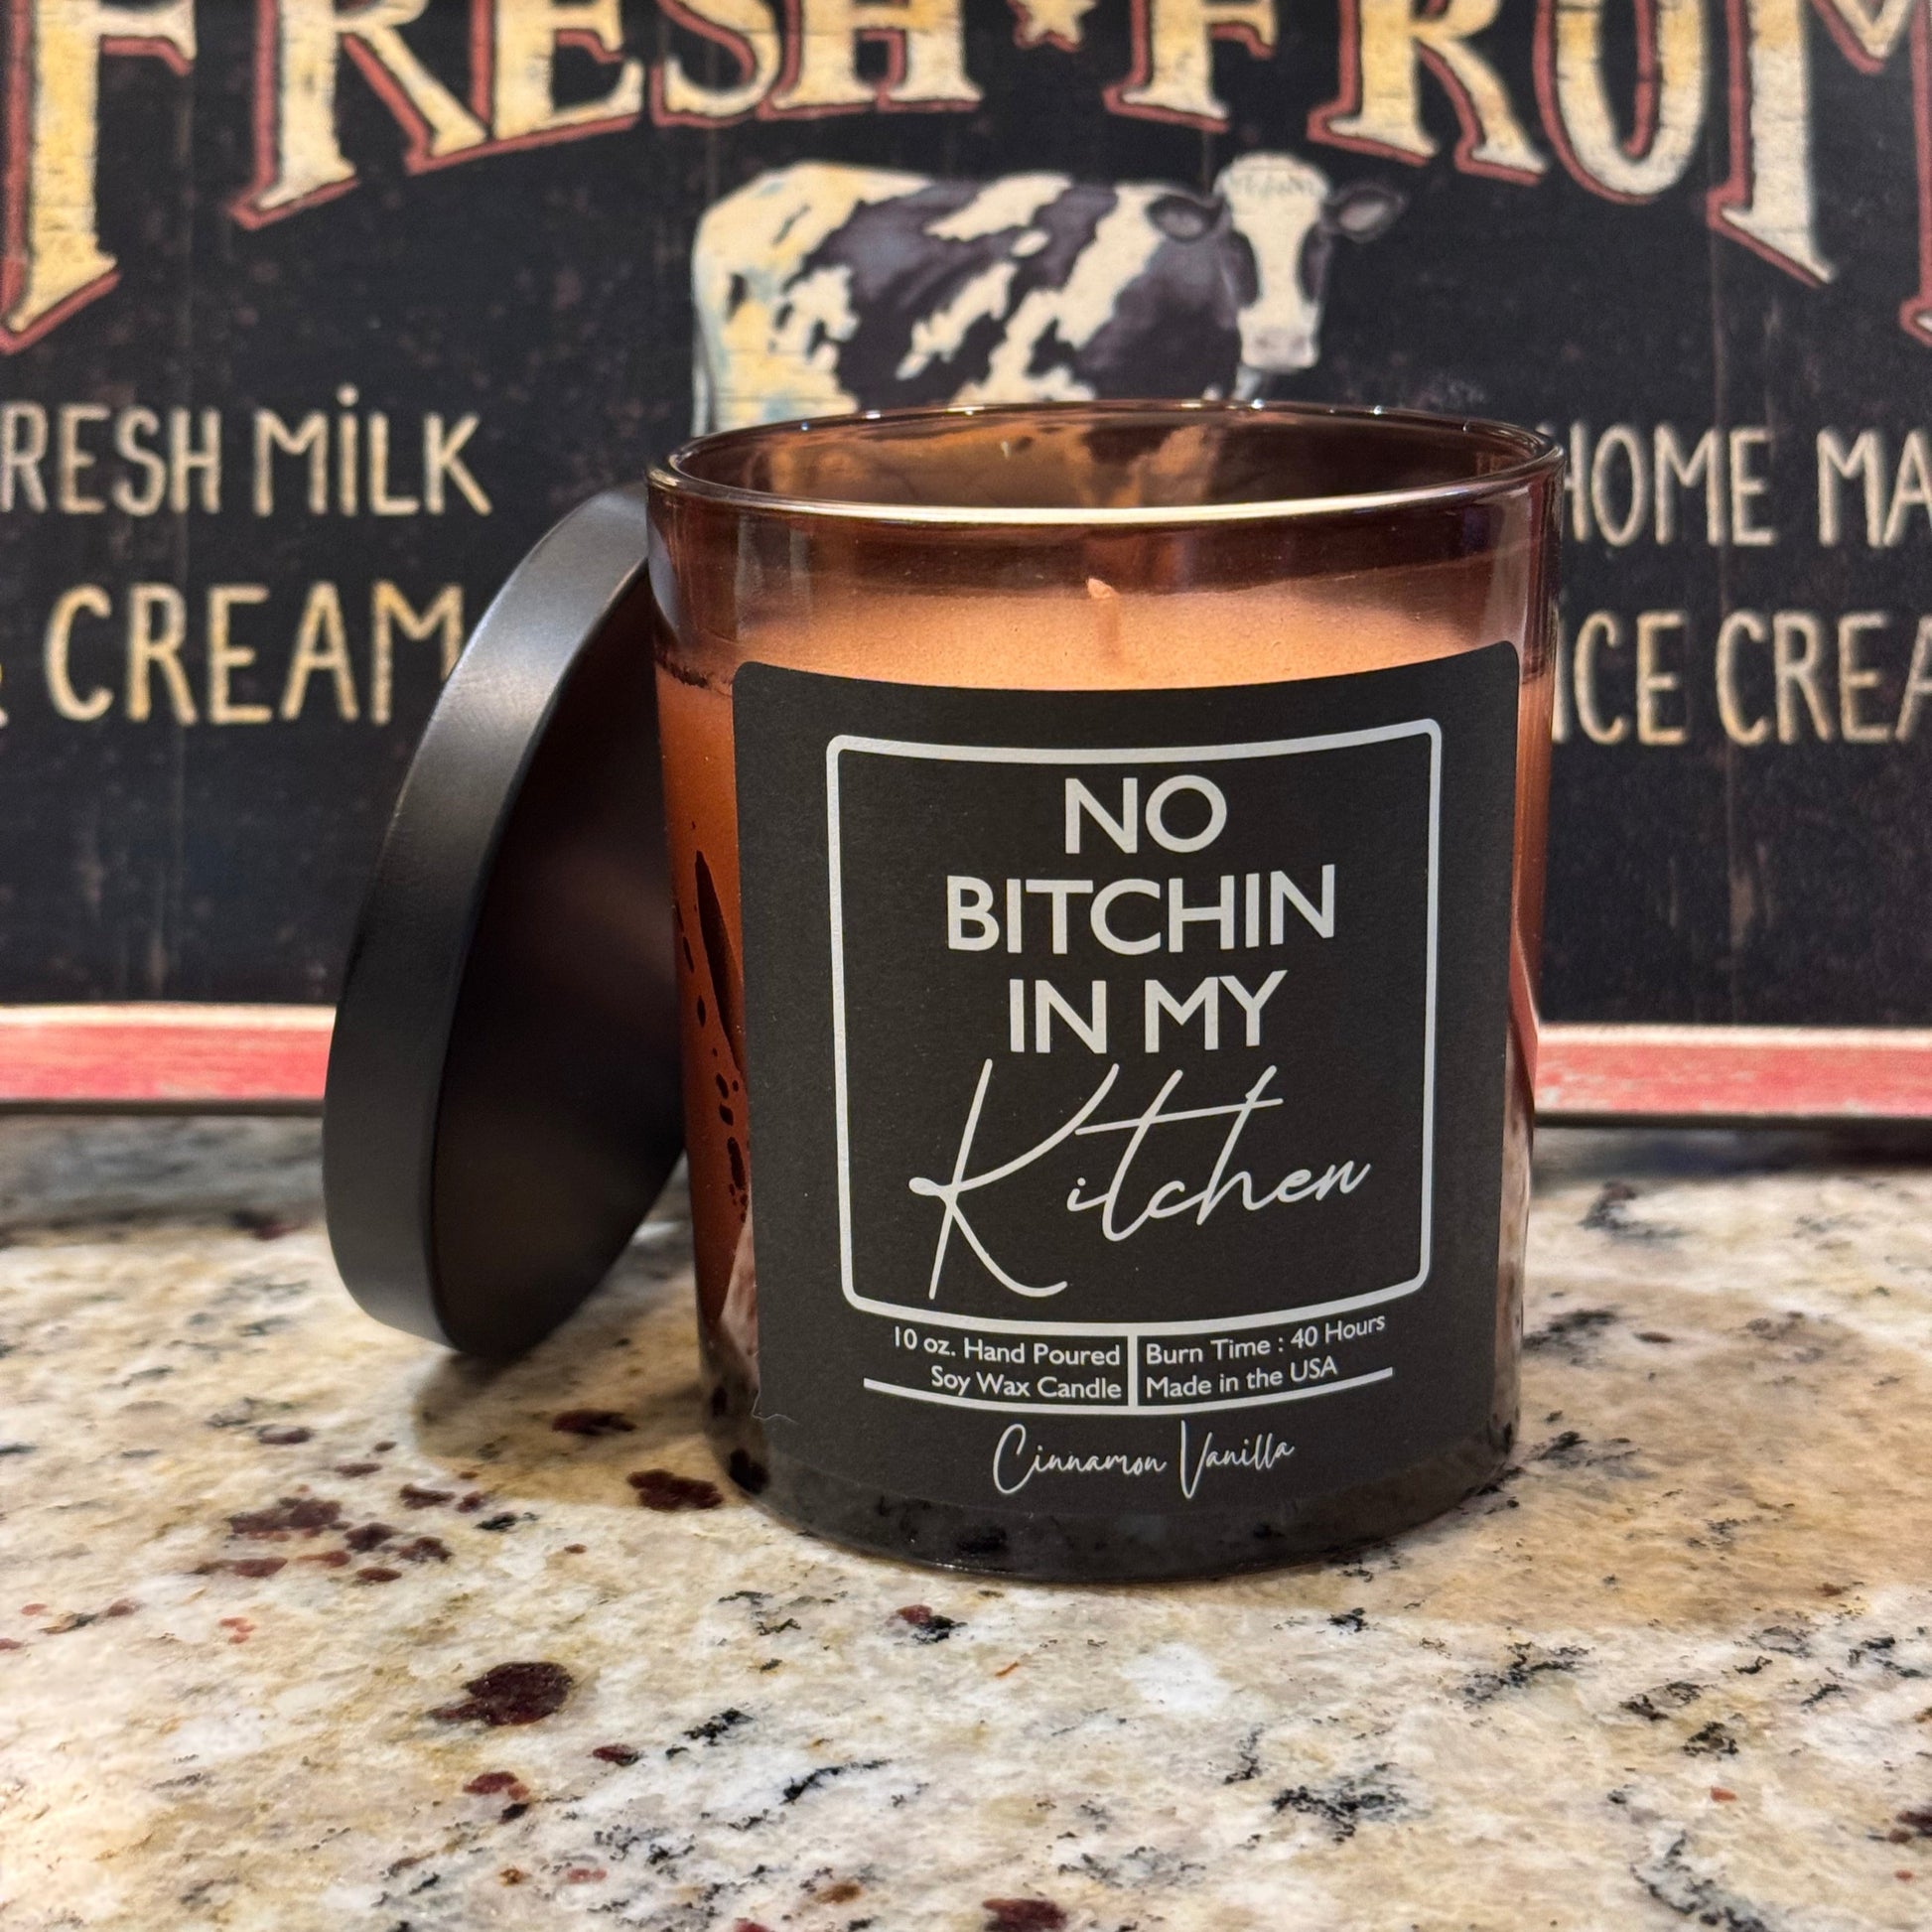 FRESH FROM
RESH MILK
CREAM
HOME MA
ICE CREA
NO
BITCHIN
IN MY
Kitchen
10 oz. Hand Poured
Soy Wax Candle
Burn Time : 40 Hours
Made in the USA
Cinnamon Vanilla